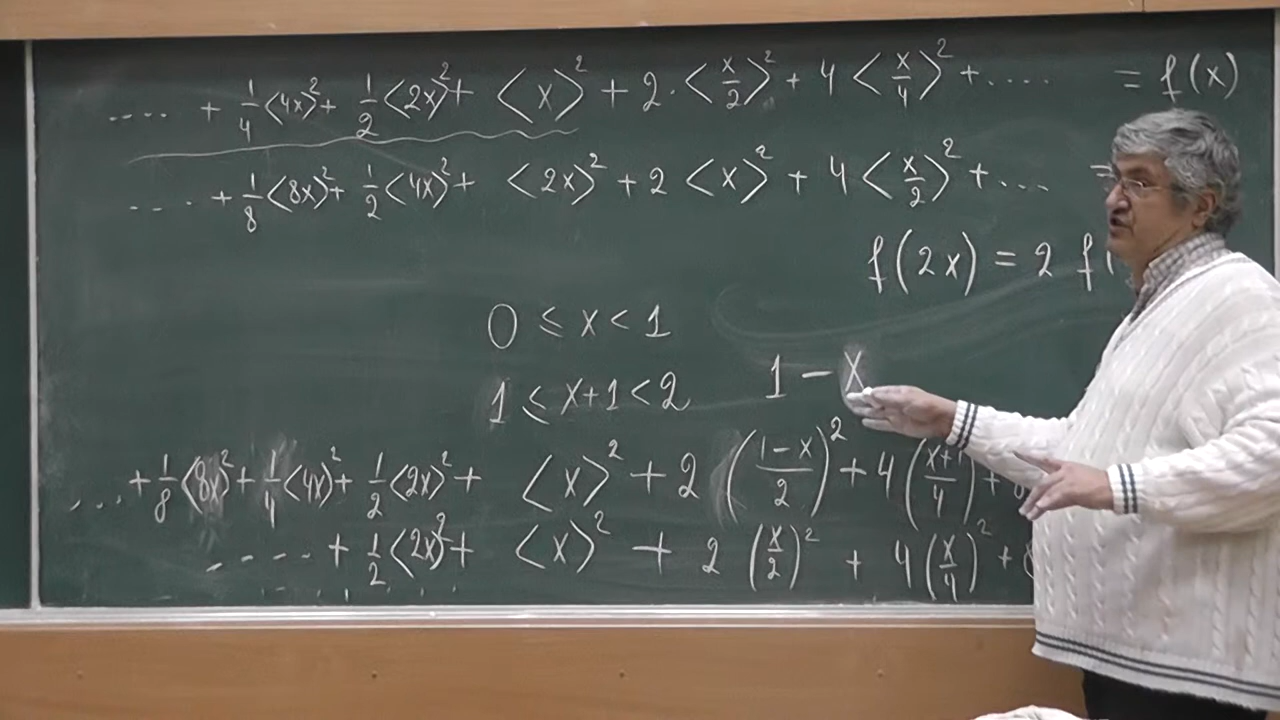 .... + 1/4 <4x>² + 1/2 <2x>² + <x>² + 2·<x/2>² + 4 <x/4>² + .... = f(x)
.... + 1/8 <8x>² + 1/2 <4x>² + <2x>² + 2 <x>² + 4 <x/2>² + ... =
f(2x) = 2 f(
0 ≤ x < 1
1 ≤ x+1 < 2 1 - x
... + 1/8 <8x>² + 1/4 <4x>² + 1/2 <2x>² + <x>² + 2 ((1-x)/2)² + 4 ((x+1)/4)² + 8
.... + 1/2 <2x>² + <x>² + 2 (x/2)² + 4 (x/4)² + 8